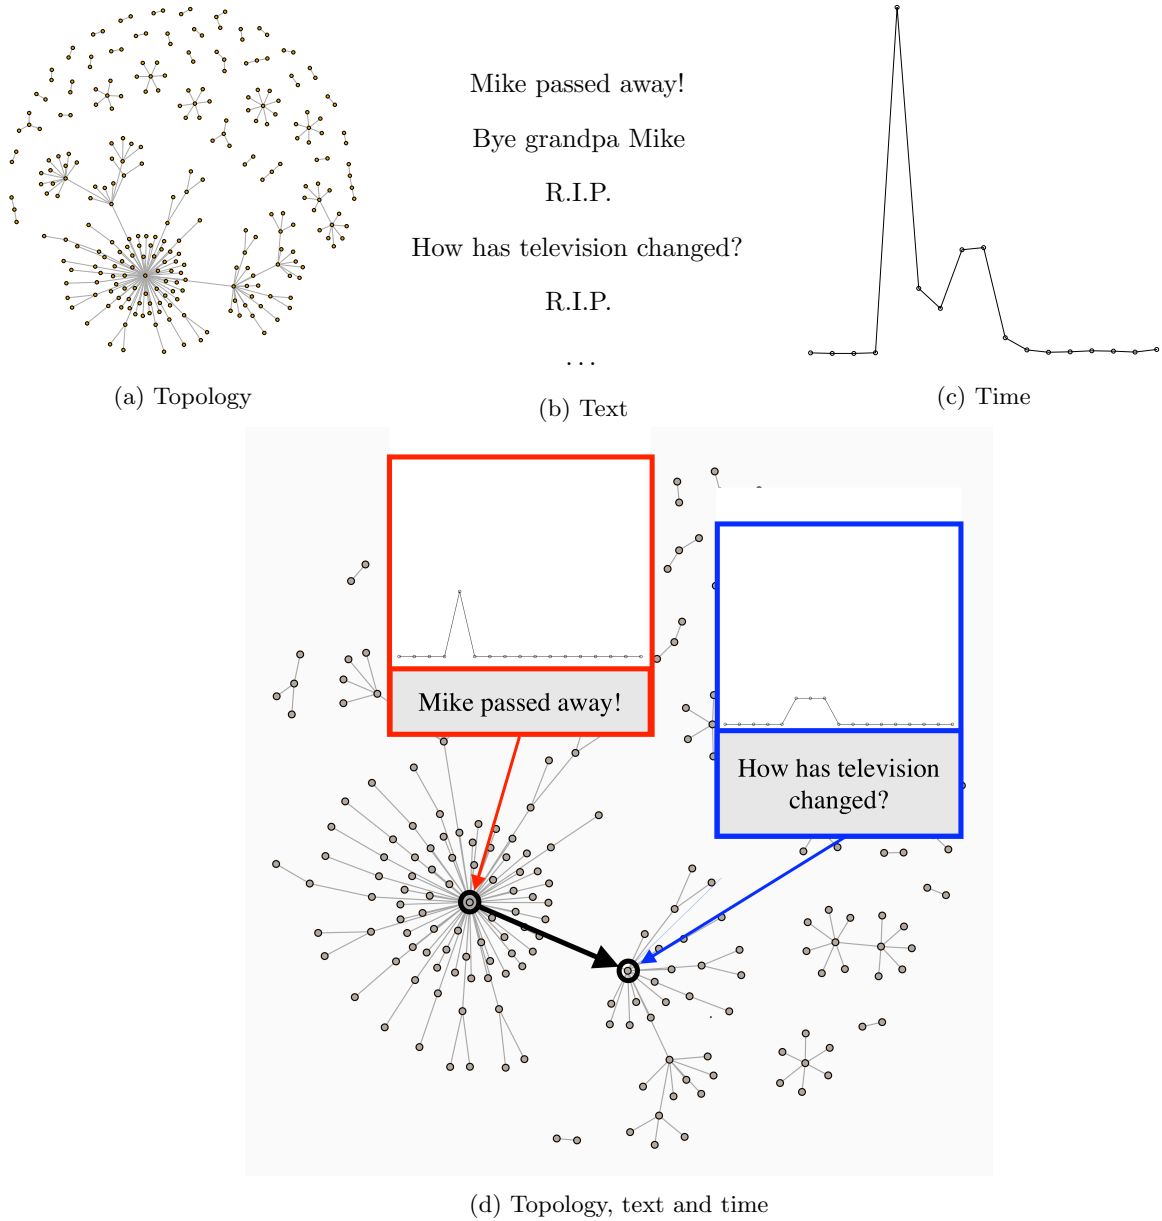 Mike passed away!
Bye grandpa Mike
R.I.P.
How has television changed?
R.I.P.
...
(a) Topology
(b) Text
(c) Time
Mike passed away!
How has television
changed?
(d) Topology, text and time